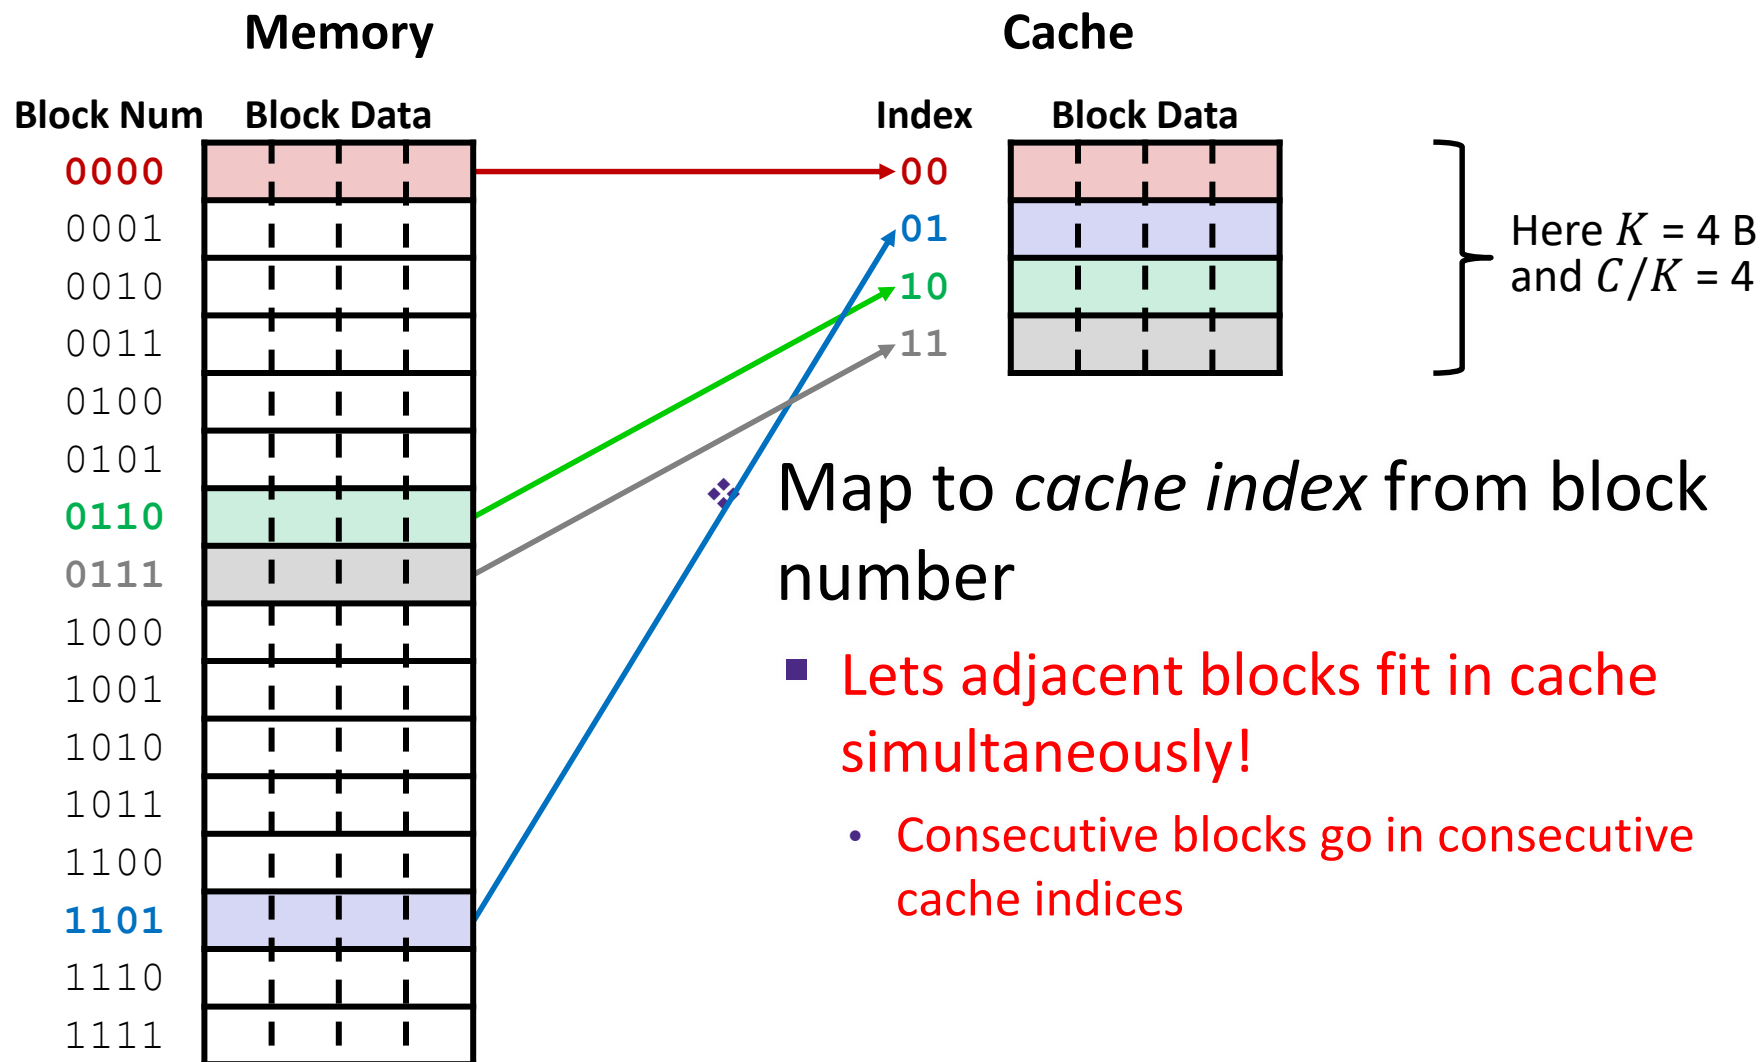 Memory
Cache
Block Num Block Data
Index Block Data
0000
0001
0010
0011
0100
0101
0110
0111
1000
1001
1010
1011
1100
1101
1110
1111
00
01
10
11
Here K = 4 B
and C/K = 4
Map to cache index from block
number
Lets adjacent blocks fit in cache
simultaneously!
Consecutive blocks go in consecutive
cache indices